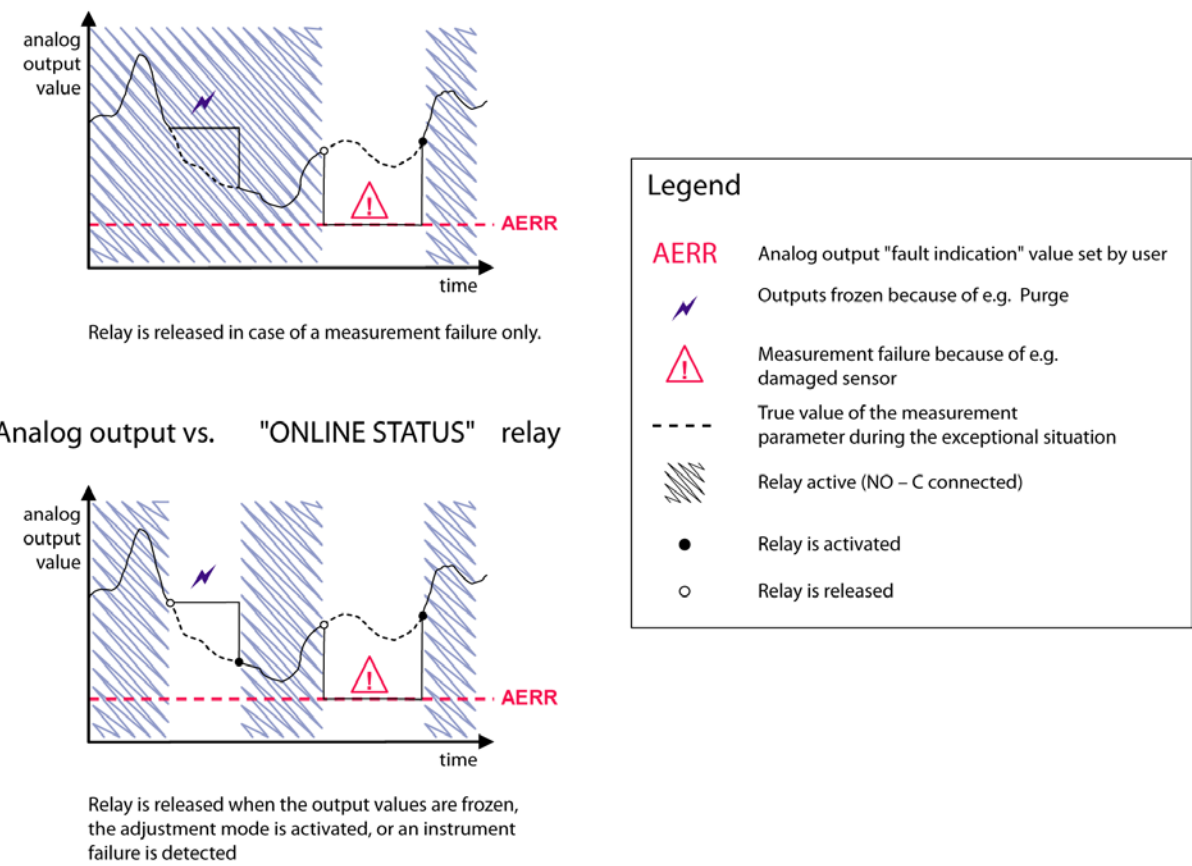 analog
output
value
AERR
time
Relay is released in case of a measurement failure only.
Analog output vs. "ONLINE STATUS" relay
analog
output
value
AERR
time
Relay is released when the output values are frozen,
the adjustment mode is activated, or an instrument
failure is detected
Legend
AERR Analog output "fault indication" value set by user
Outputs frozen because of e.g. Purge
Measurement failure because of e.g.
damaged sensor
True value of the measurement
parameter during the exceptional situation
Relay active (NO – C connected)
Relay is activated
Relay is released